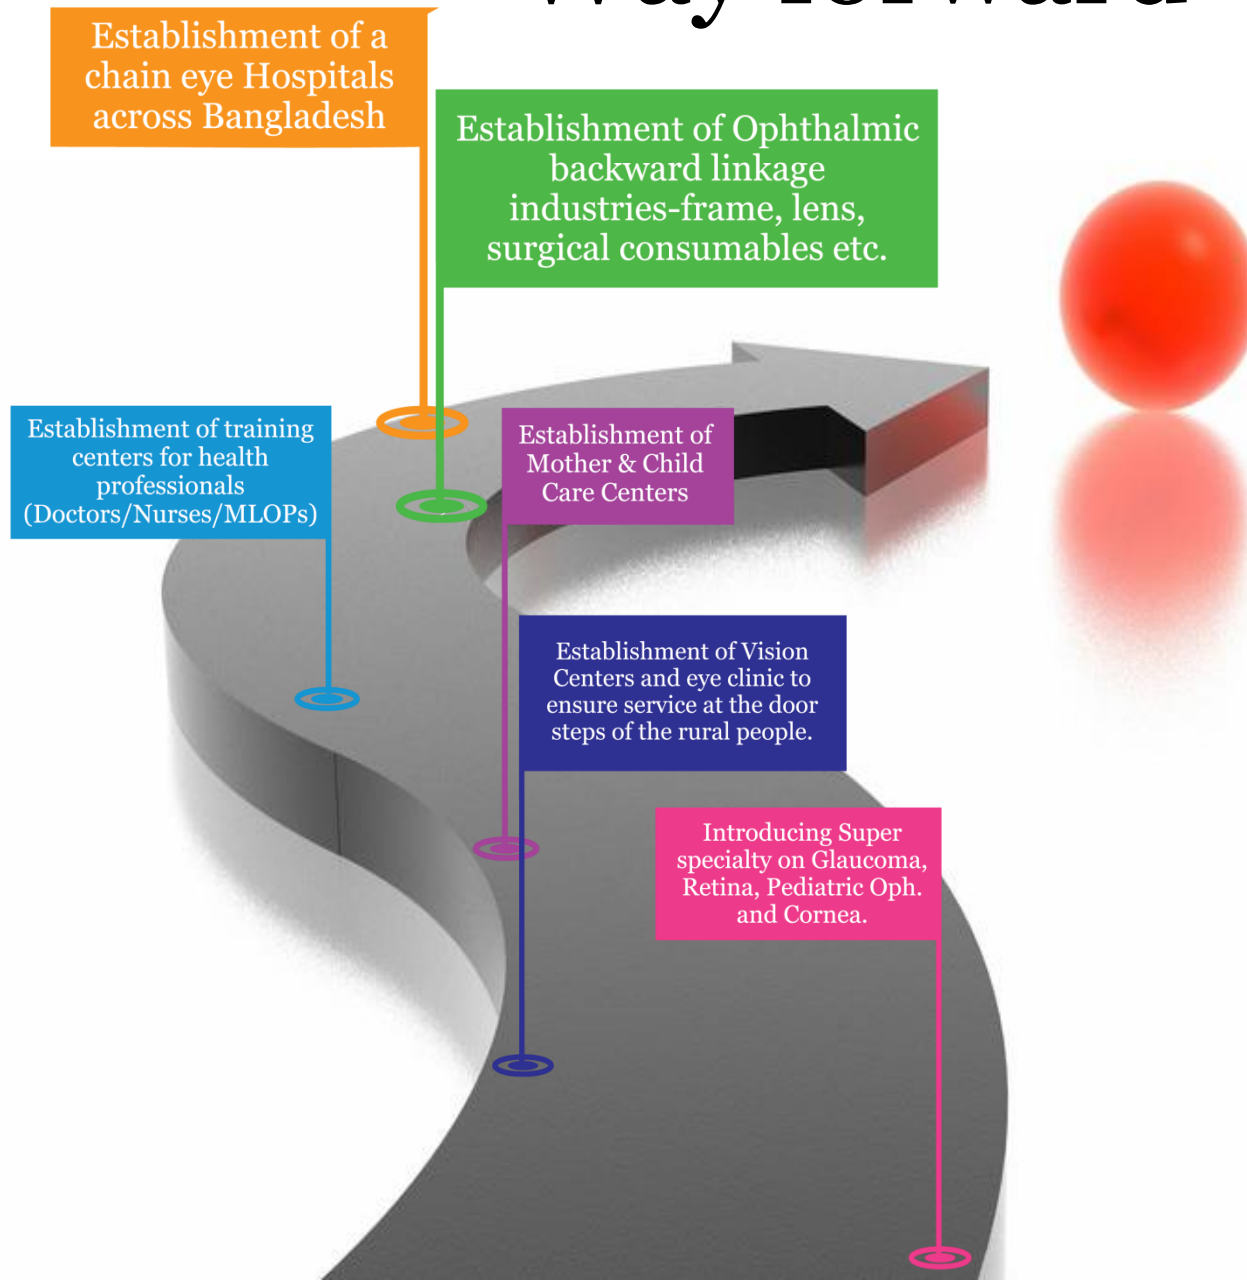 Way forward
Establishment of a
chain eye Hospitals
across Bangladesh
Establishment of Ophthalmic
backward linkage
industries-frame, lens,
surgical consumables etc.
Establishment of training
centers for health
professionals
(Doctors/Nurses/MLOPs)
Establishment of
Mother & Child
Care Centers
Establishment of Vision
Centers and eye clinic to
ensure service at the door
steps of the rural people.
Introducing Super
specialty on Glaucoma,
Retina, Pediatric Oph.
and Cornea.